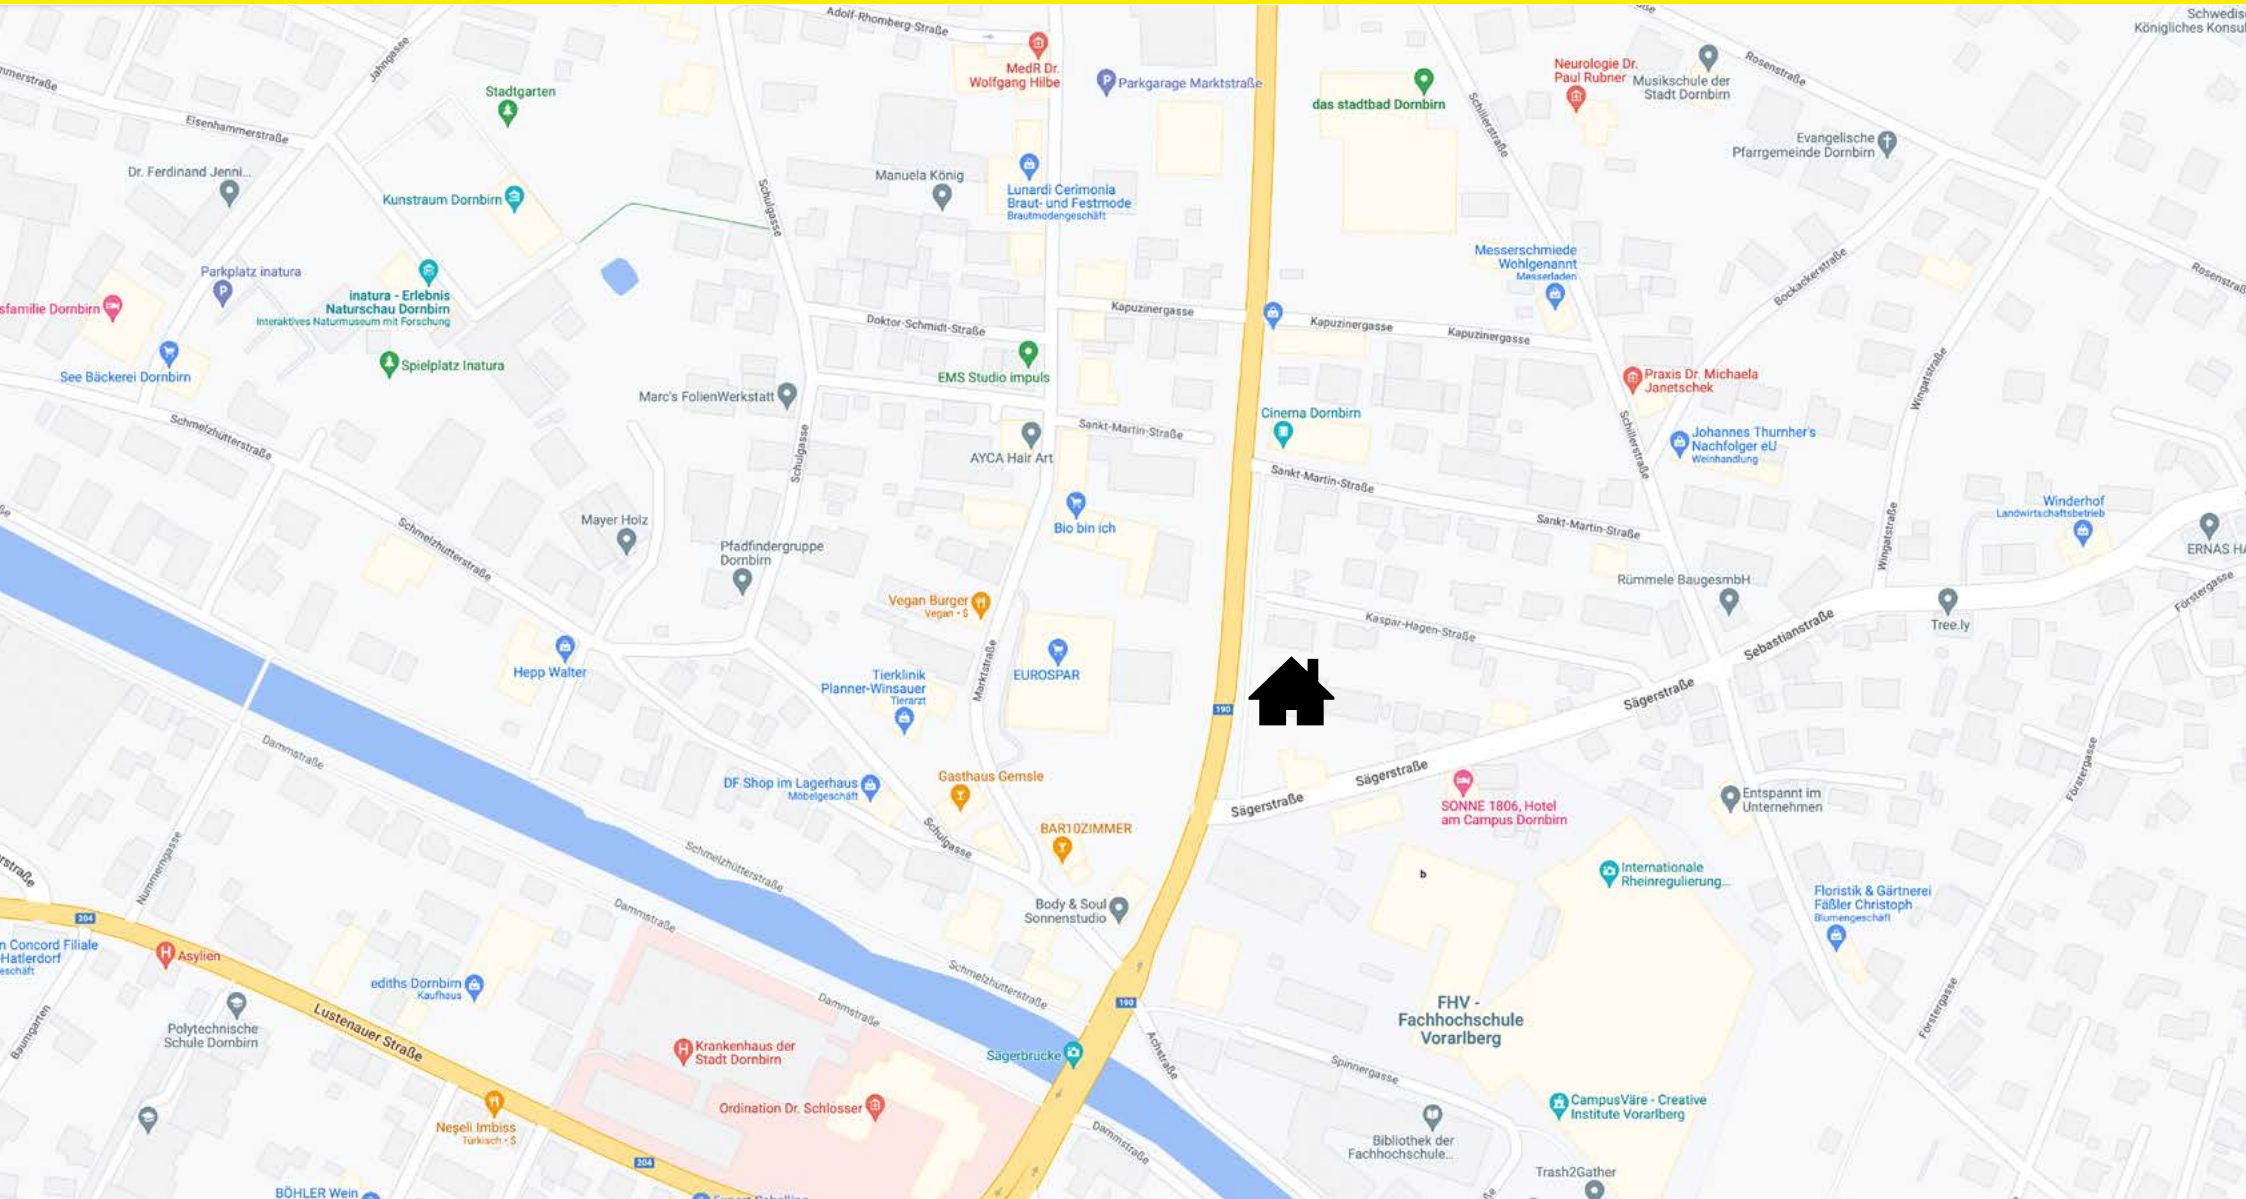 Adolf-Rhomberg-Straße
Schwedis
Königliches Konsul
Jahngasse
MedR Dr.
Wolfgang Hilbe
Parkgarage Marktstraße
das stadtbad Dornbirn
Neurologie Dr.
Paul Rubner
Musikschule der
Stadt Dornbirn
Rosenstraße
Stadtgarten
Eisenhammerstraße
Schillerstraße
Evangelische
Pfarrgemeinde Dornbirn
Dr. Ferdinand Jenni...
Kunstraum Dornbirn
Schulgasse
Manuela König
Lunardi Cerimonia
Braut- und Festmode
Brautmodengeschäft
Messerschmiede
Wohlgenannt
Messerladen
Bockackerstraße
Rosenstraß
Parkplatz inatura
inatura - Erlebnis
Naturschau Dornbirn
Interaktives Naturmuseum mit Forschung
sfamilie Dornbirn
Doktor-Schmidt-Straße
Kapuzinergasse
Kapuzinergasse
Kapuzinergasse
See Bäckerei Dornbirn
Spielplatz Inatura
EMS Studio impuls
Marc's FolienWerkstatt
Praxis Dr. Michaela
Janetschek
Wingatstraße
Schmelzhütterstraße
Schulgasse
AYCA Hair Art
Sankt-Martin-Straße
Cinema Dornbirn
Sankt-Martin-Straße
Schillerstraße
Johannes Thurnher's
Nachfolger eU
Weinhandlung
Winderhof
Landwirtschaftsbetrieb
ERNAS HA
Schmelzhütterstraße
Mayer Holz
Pfadfindergruppe
Dornbirn
Bio bin ich
Sankt-Martin-Straße
Wingatstraße
Rümmele BaugesmbH
Vegan Burger
Vegan • $
Kaspar-Hagen-Straße
Sebastianstraße
Tree.ly
Förstergasse
Hepp Walter
Tierklinik
Planner-Winsauer
Tierarzt
Marktstraße
EUROSPAR
190
Sägerstraße
Dammstraße
DF Shop im Lagerhaus
Möbelgeschäft
Gasthaus Gemsle
Sägerstraße
Sägerstraße
SONNE 1806, Hotel
am Campus Dornbirn
Entspannt im
Unternehmen
Förstergasse
Nummerngasse
Schmelzhütterstraße
Schulgasse
BAR10ZIMMER
b
Internationale
Rheinregulierung...
Floristik & Gärtnerei
Fäßler Christoph
Blumengeschäft
204
n Concord Filiale
Hatlerdorf
eschäft
Asylien
Dammstraße
Body & Soul
Sonnenstudio
ediths Dornbirn
Kaufhaus
Schmelzhütterstraße
Dammstraße
190
FHV -
Fachhochschule
Vorarlberg
Förstergasse
Baumgarten
Polytechnische
Schule Dornbirn
Lustenauer Straße
Krankenhaus der
Stadt Dornbirn
Sägerbrücke
Achstraße
Spinnergasse
Neşeli Imbiss
Türkisch • $
Ordination Dr. Schlosser
Dammstraße
Bibliothek der
Fachhochschule...
CampusVäre - Creative
Institute Vorarlberg
204
Trash2Gather
BÖHLER Wein